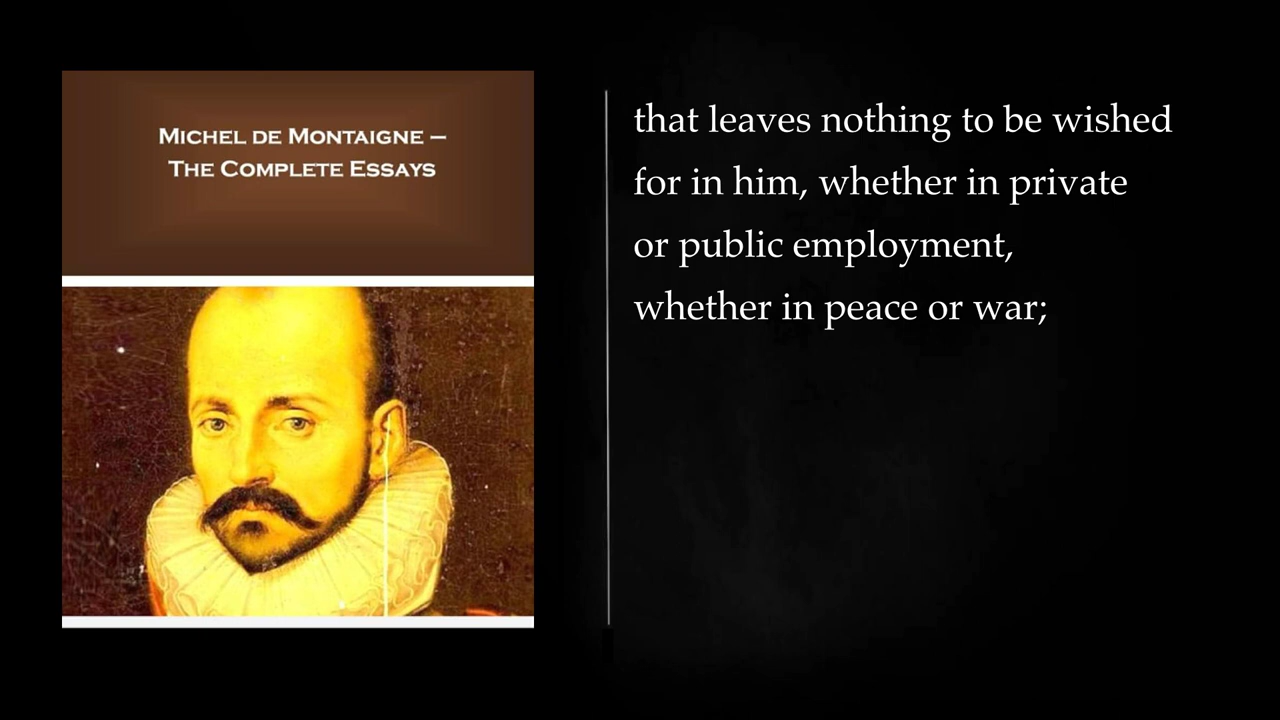 MICHEL DE MONTAIGNE –
THE COMPLETE ESSAYS
that leaves nothing to be wished
for in him, whether in private
or public employment,
whether in peace or war;